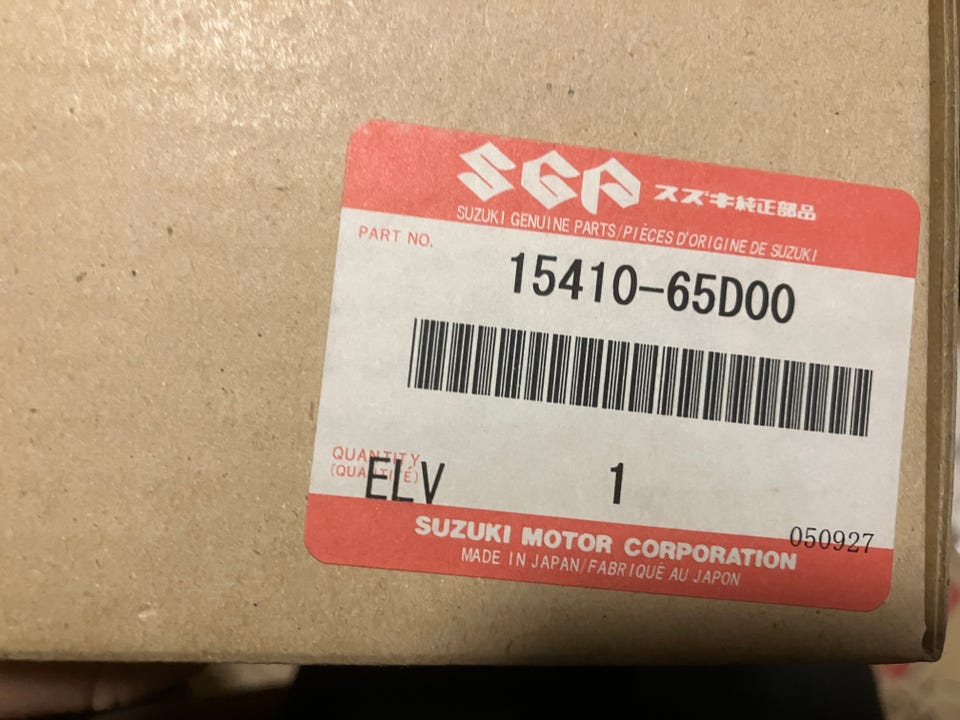 SGP スズキ純正部品
SUZUKI GENUINE PARTS/PIÈCES D'ORIGINE DE SUZUKI
PART NO.
15410-65D00
QUANTITY
(QUANTITÉ)
ELV 1
050927
SUZUKI MOTOR CORPORATION
MADE IN JAPAN/FABRIQUÉ AU JAPON